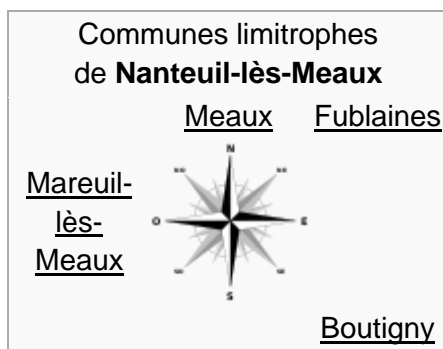 Communes limitrophes
de Nanteuil-lès-Meaux
Meaux Fublaines
N
Mareuil-
lès-
Meaux
O E
S
Boutigny